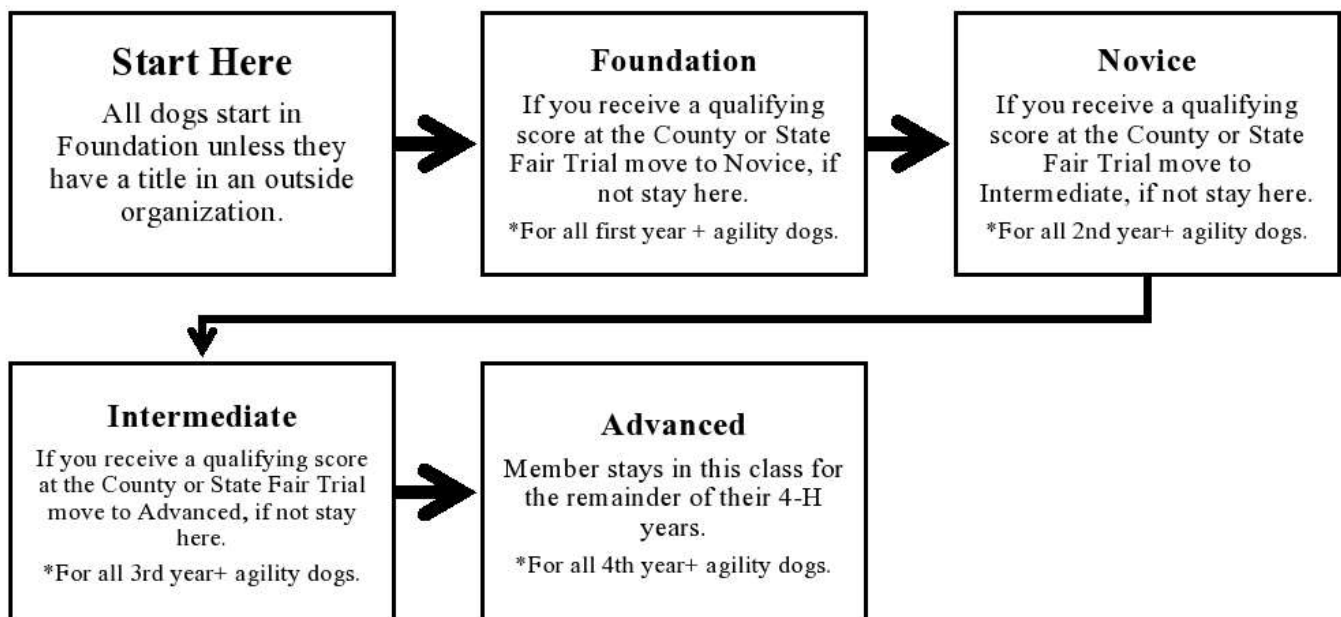 Start Here
All dogs start in
Foundation unless they
have a title in an outside
organization.
Foundation
If you receive a qualifying
score at the County or State
Fair Trial move to Novice, if
not stay here.
*For all first year + agility dogs.
Novice
If you receive a qualifying
score at the County or State
Fair Trial move to
Intermediate, if not stay here.
*For all 2nd year+ agility dogs.
Intermediate
If you receive a qualifying score
at the County or State Fair Trial
move to Advanced, if not stay
here.
*For all 3rd year+ agility dogs.
Advanced
Member stays in this class for
the remainder of their 4-H
years.
*For all 4th year+ agility dogs.